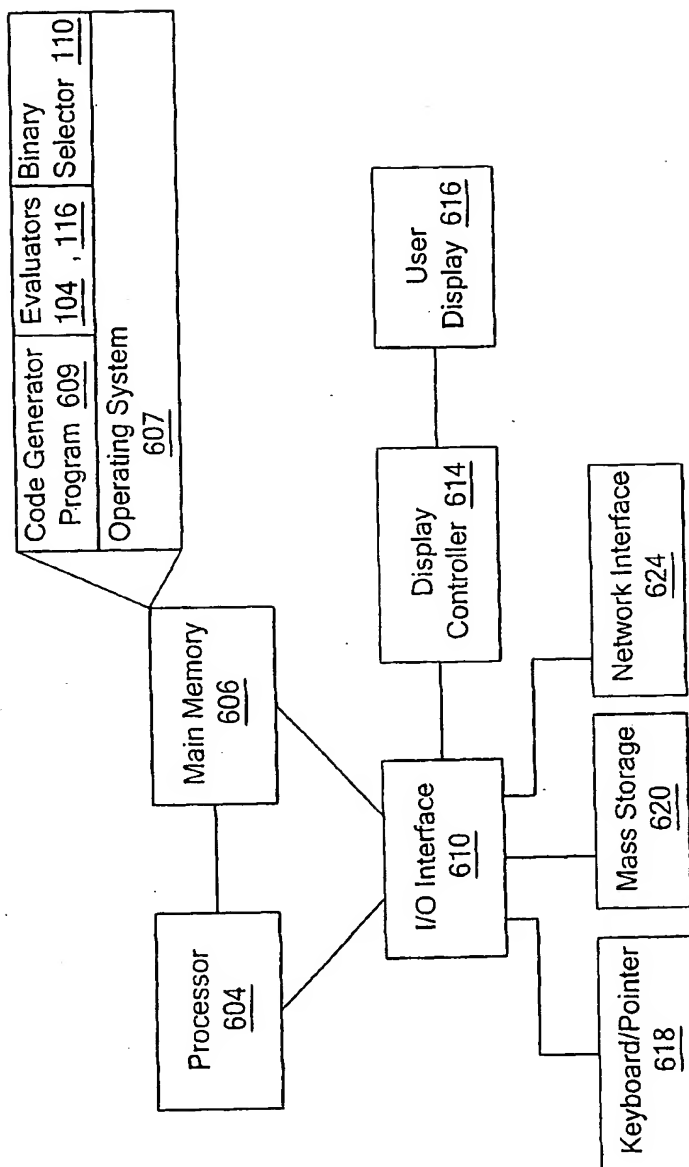 Code Generator
Program 609
Evaluators
104 , 116
Binary
Selector 110
Operating System
607
Processor
604
Main Memory
606
I/O Interface
610
Display
Controller 614
User
Display 616
Keyboard/Pointer
618
Mass Storage
620
Network Interface
624